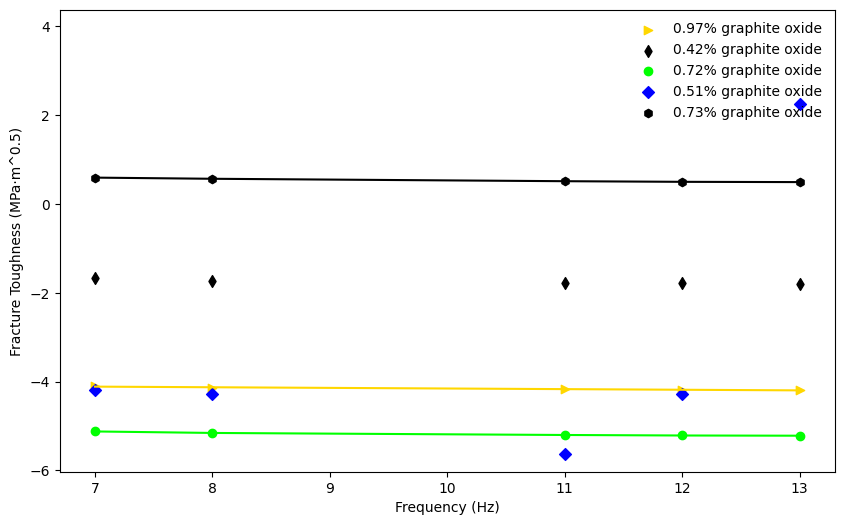 4
2
0
−2
−4
−6
7
8
9
10
11
12
13
Fracture Toughness (MPa·m^0.5)
Frequency (Hz)
0.97% graphite oxide
0.42% graphite oxide
0.72% graphite oxide
0.51% graphite oxide
0.73% graphite oxide